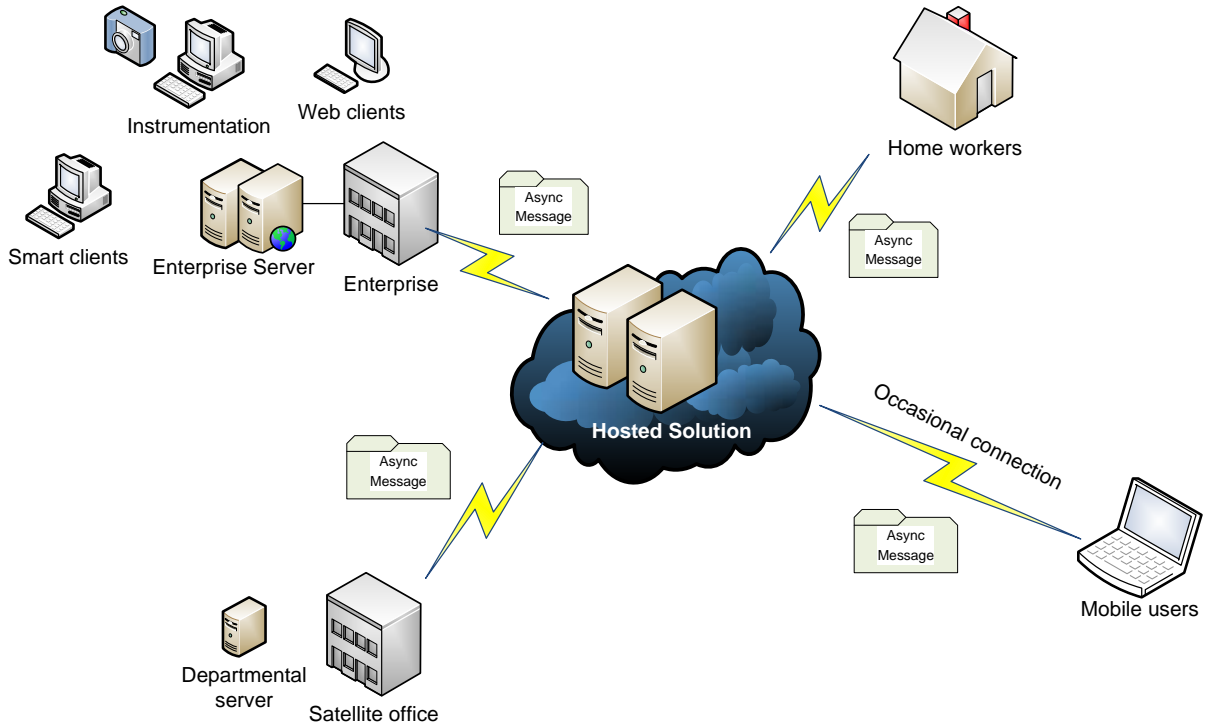 Instrumentation
Web clients
Home workers
Smart clients
Enterprise Server
Enterprise
Async
Message
Async
Message
Hosted Solution
Occasional connection
Async
Message
Async
Message
Mobile users
Departmental
server
Satellite office